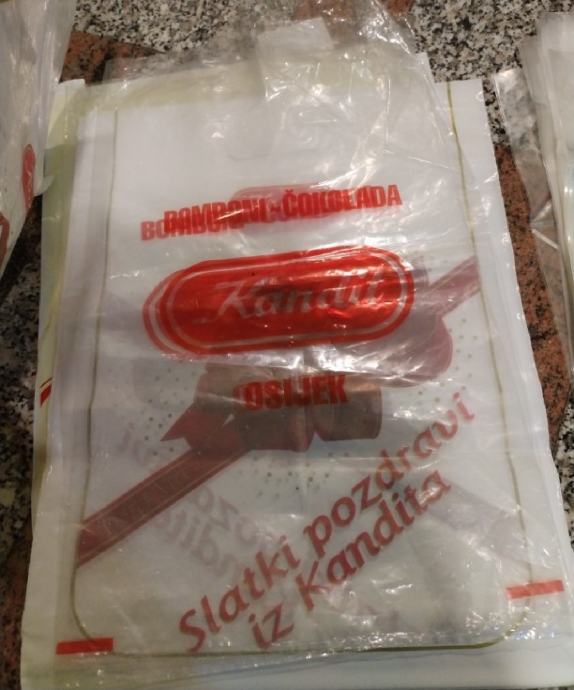 BOMBONI-ČOKOLADA
Kandit
OSIJEK
Slatki pozdravi
iz Kandita